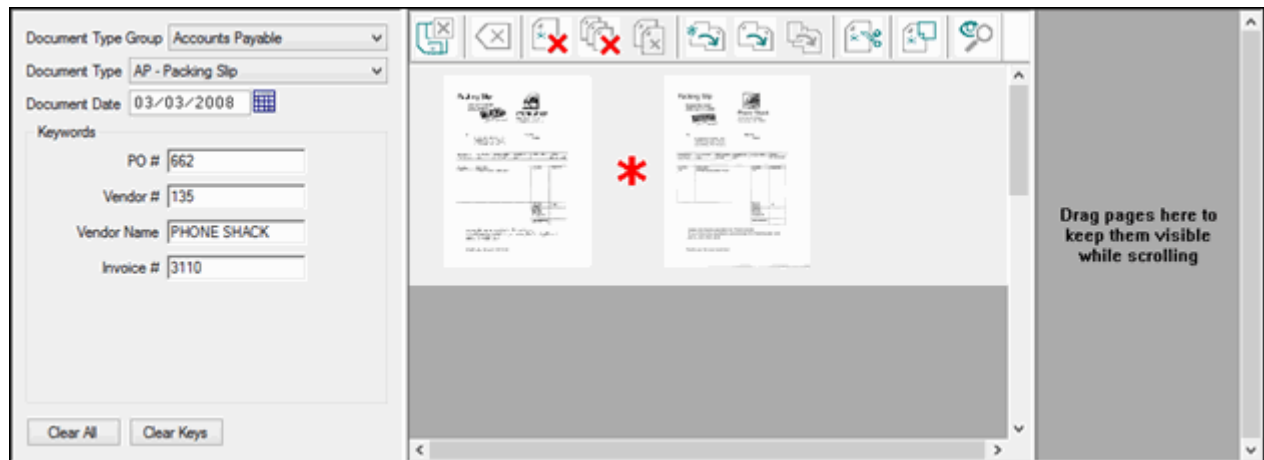 Document Type Group Accounts Payable
Document Type AP - Packing Slip
Document Date 03/03/2008
Keywords
PO # 662
Vendor # 135
Vendor Name PHONE SHACK
Invoice # 3110
Clear All Clear Keys
Packing Slip
Packing Slip
Drag pages here to
keep them visible
while scrolling